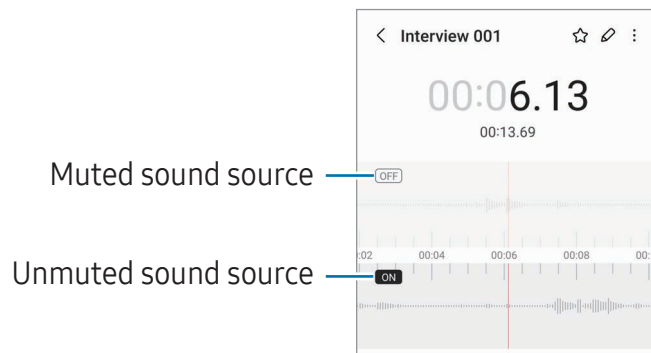 Interview 001
00:06.13
00:13.69
Muted sound source
OFF
:02 00:04 00:06 00:08 00:
Unmuted sound source
ON